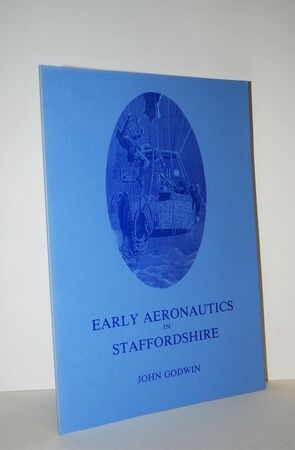 EARLY AERONAUTICS
IN
STAFFORDSHIRE
JOHN GODWIN